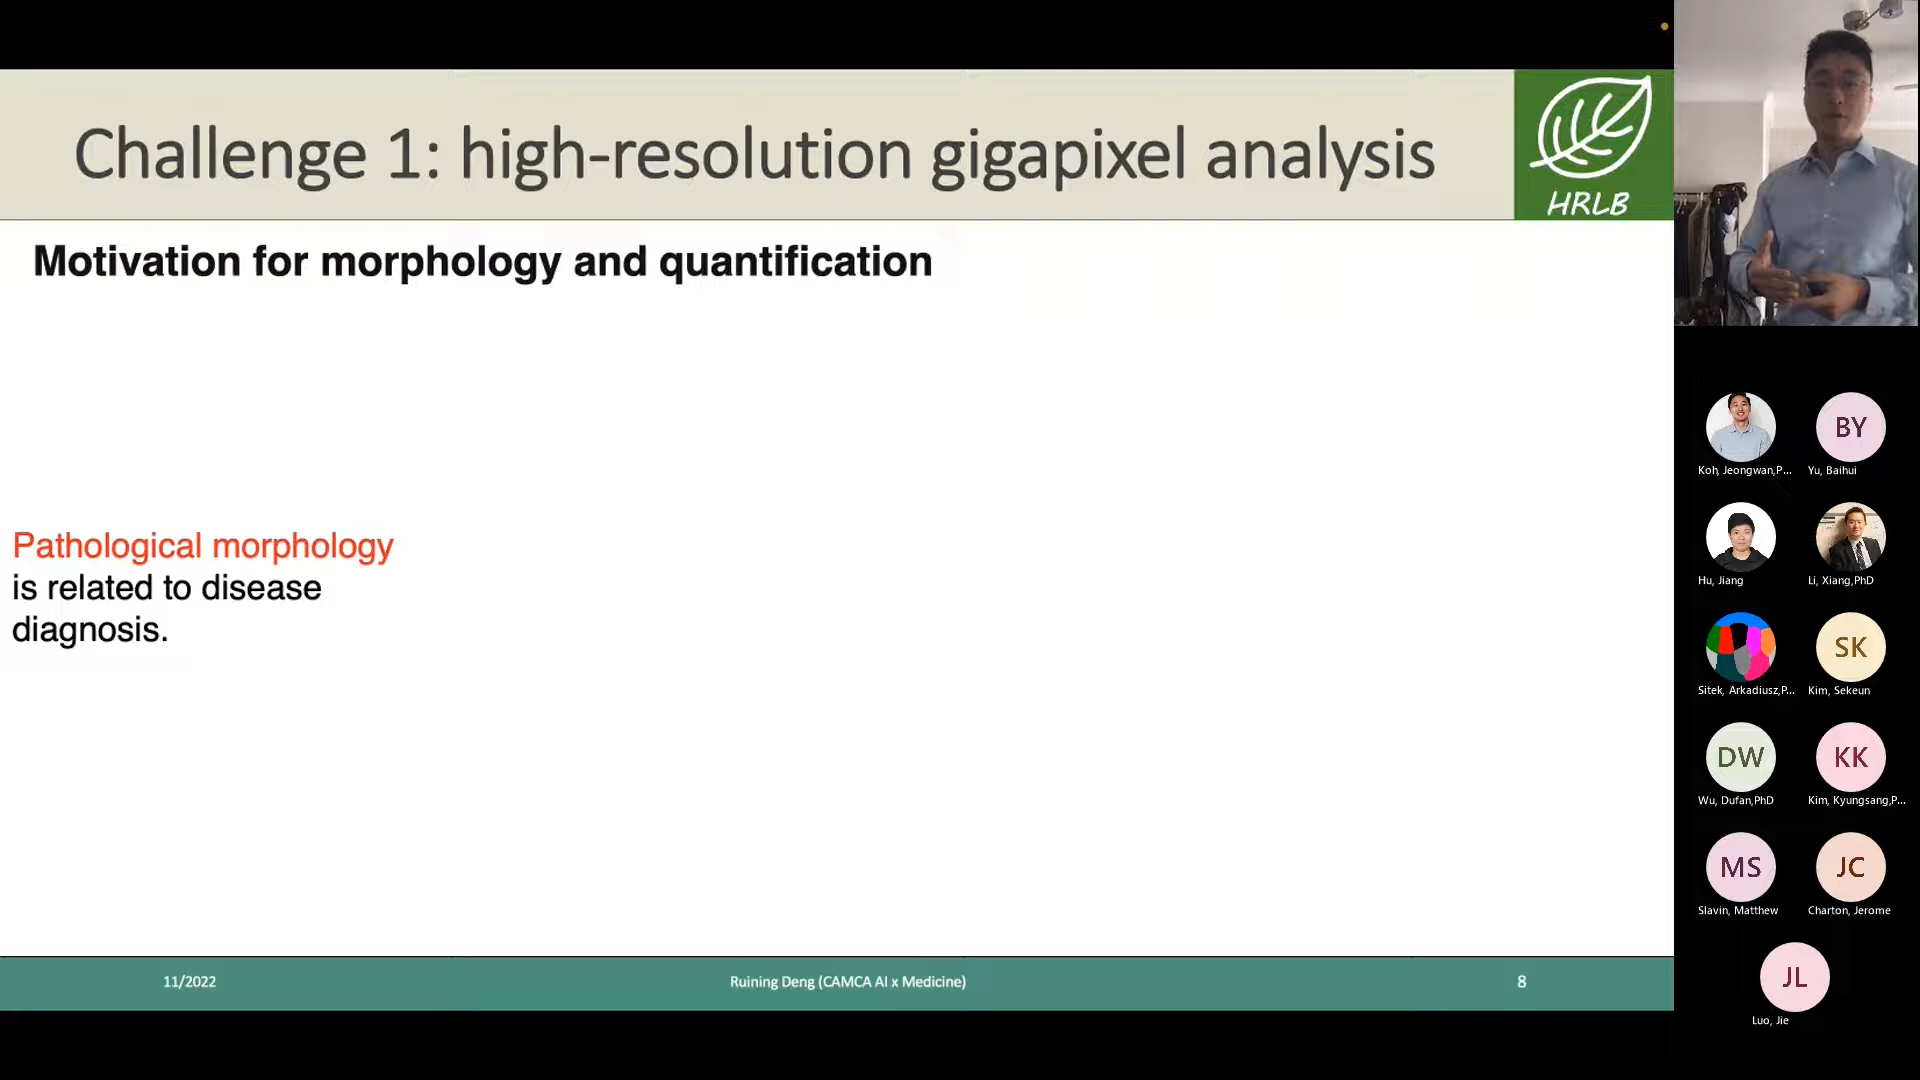 Challenge 1: high-resolution gigapixel analysis
HRLB
Motivation for morphology and quantification
Pathological morphology
is related to disease
diagnosis.
11/2022
Ruining Deng (CAMCA AI x Medicine)
8
BY
Koh, Jeongwan,P...
Yu, Baihui
Hu, Jiang
Li, Xiang,PhD
SK
Sitek, Arkadiusz,P...
Kim, Sekeun
DW
KK
Wu, Dufan,PhD
Kim, Kyungsang,P...
MS
JC
Slavin, Matthew
Charton, Jerome
JL
Luo, Jie